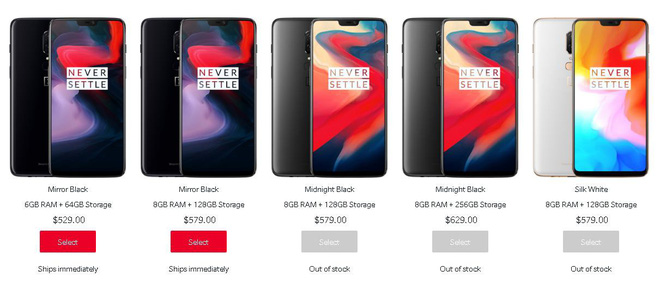 NEVER
SETTLE
NEVER
SETTLE
NEVER
SETTLE
NEVER
SETTLE
NEVER
SETTLE
Mirror Black
Mirror Black
Midnight Black
Midnight Black
Silk White
6GB RAM + 64GB Storage
8GB RAM + 128GB Storage
8GB RAM + 128GB Storage
8GB RAM + 256GB Storage
8GB RAM + 128GB Storage
$529.00
$579.00
$579.00
$629.00
$579.00
Select
Select
Select
Select
Select
Ships immediately
Ships immediately
Out of stock
Out of stock
Out of stock